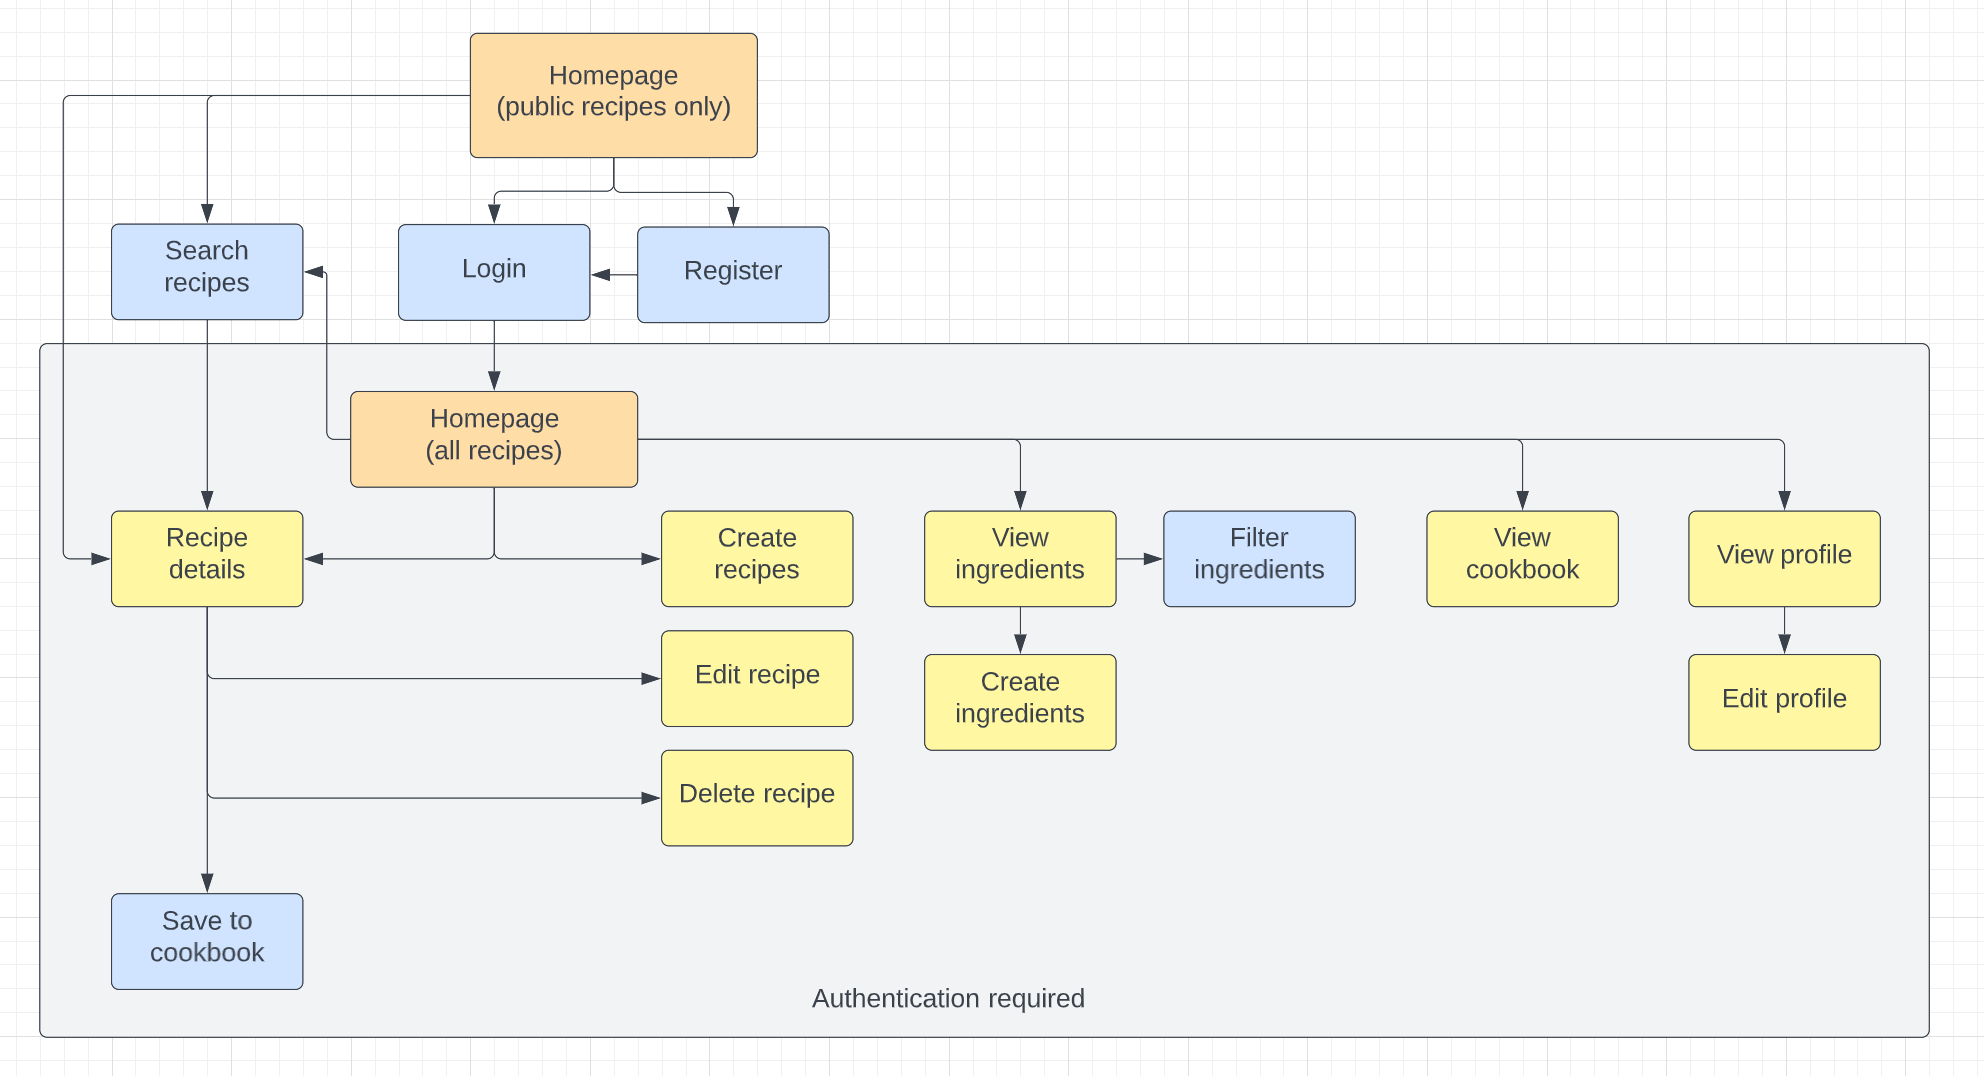 Homepage
(public recipes only)
Search
recipes
Login
Register
Homepage
(all recipes)
Recipe
details
Create
recipes
View
ingredients
Filter
ingredients
View
cookbook
View profile
Edit recipe
Create
ingredients
Edit profile
Delete recipe
Save to
cookbook
Authentication required